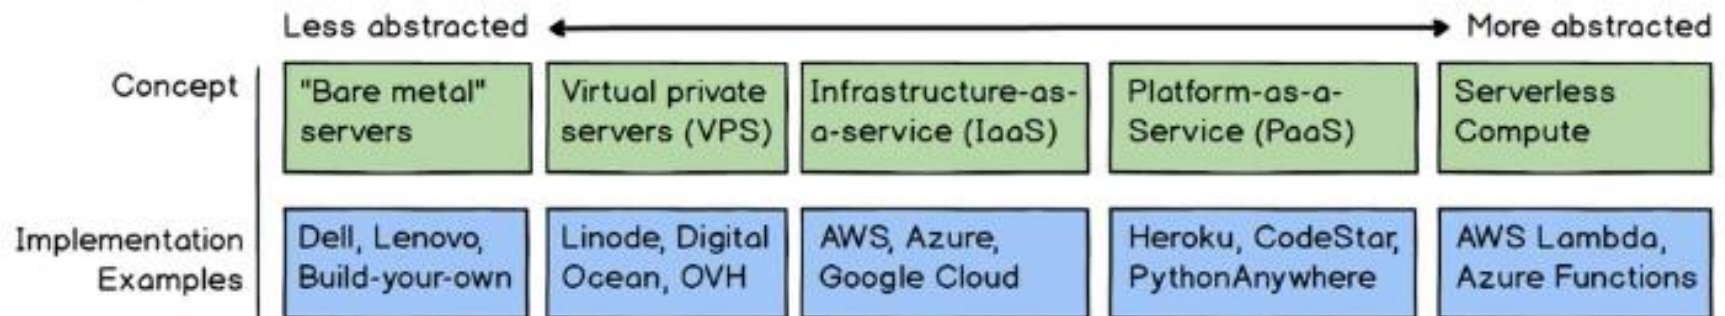 Less abstracted
More abstracted
Concept
"Bare metal"
servers
Virtual private
servers (VPS)
Infrastructure-as-
a-service (IaaS)
Platform-as-a-
Service (PaaS)
Serverless
Compute
Implementation
Examples
Dell, Lenovo,
Build-your-own
Linode, Digital
Ocean, OVH
AWS, Azure,
Google Cloud
Heroku, CodeStar,
PythonAnywhere
AWS Lambda,
Azure Functions